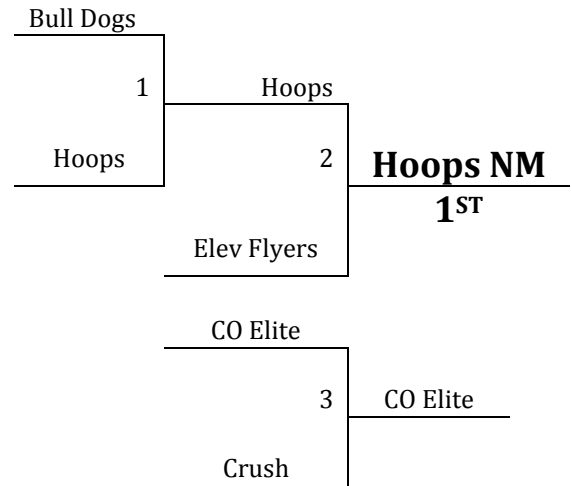 Bull Dogs
1
Hoops
Hoops
2
Hoops NM
1ST
Elev Flyers
CO Elite
3
CO Elite
Crush